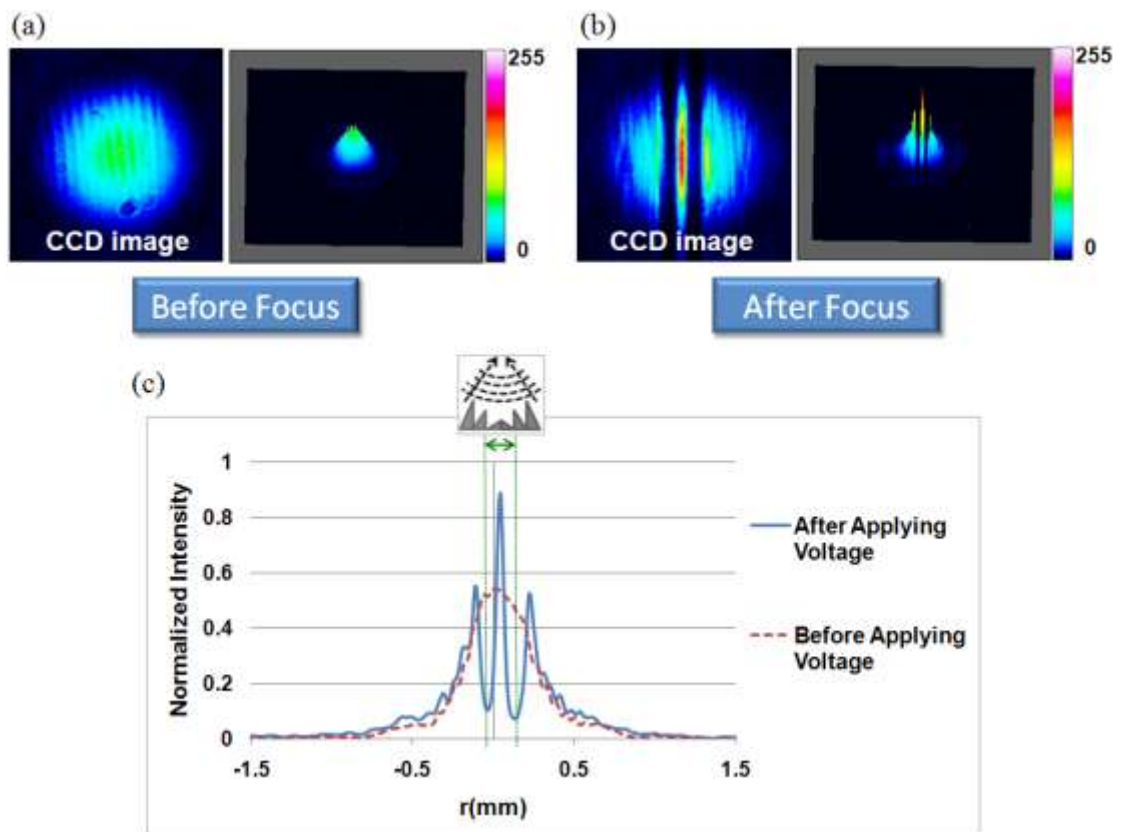 (a)
(b)
255
255
CCD image
0
CCD image
0
Before Focus
After Focus
(c)
1
0.8
0.6
0.4
0.2
0
Normalized Intensity
After Applying
Voltage
Before Applying
Voltage
-1.5
-0.5
0.5
1.5
r(mm)